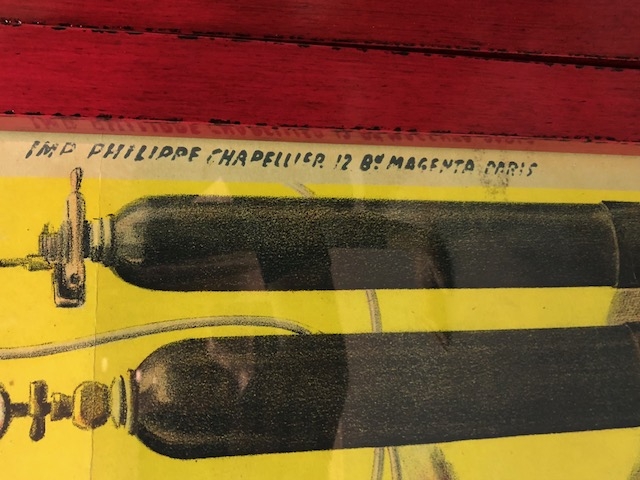 IMP PHILIPPE CHAPELLIER 12 Bd MAGENTA PARIS